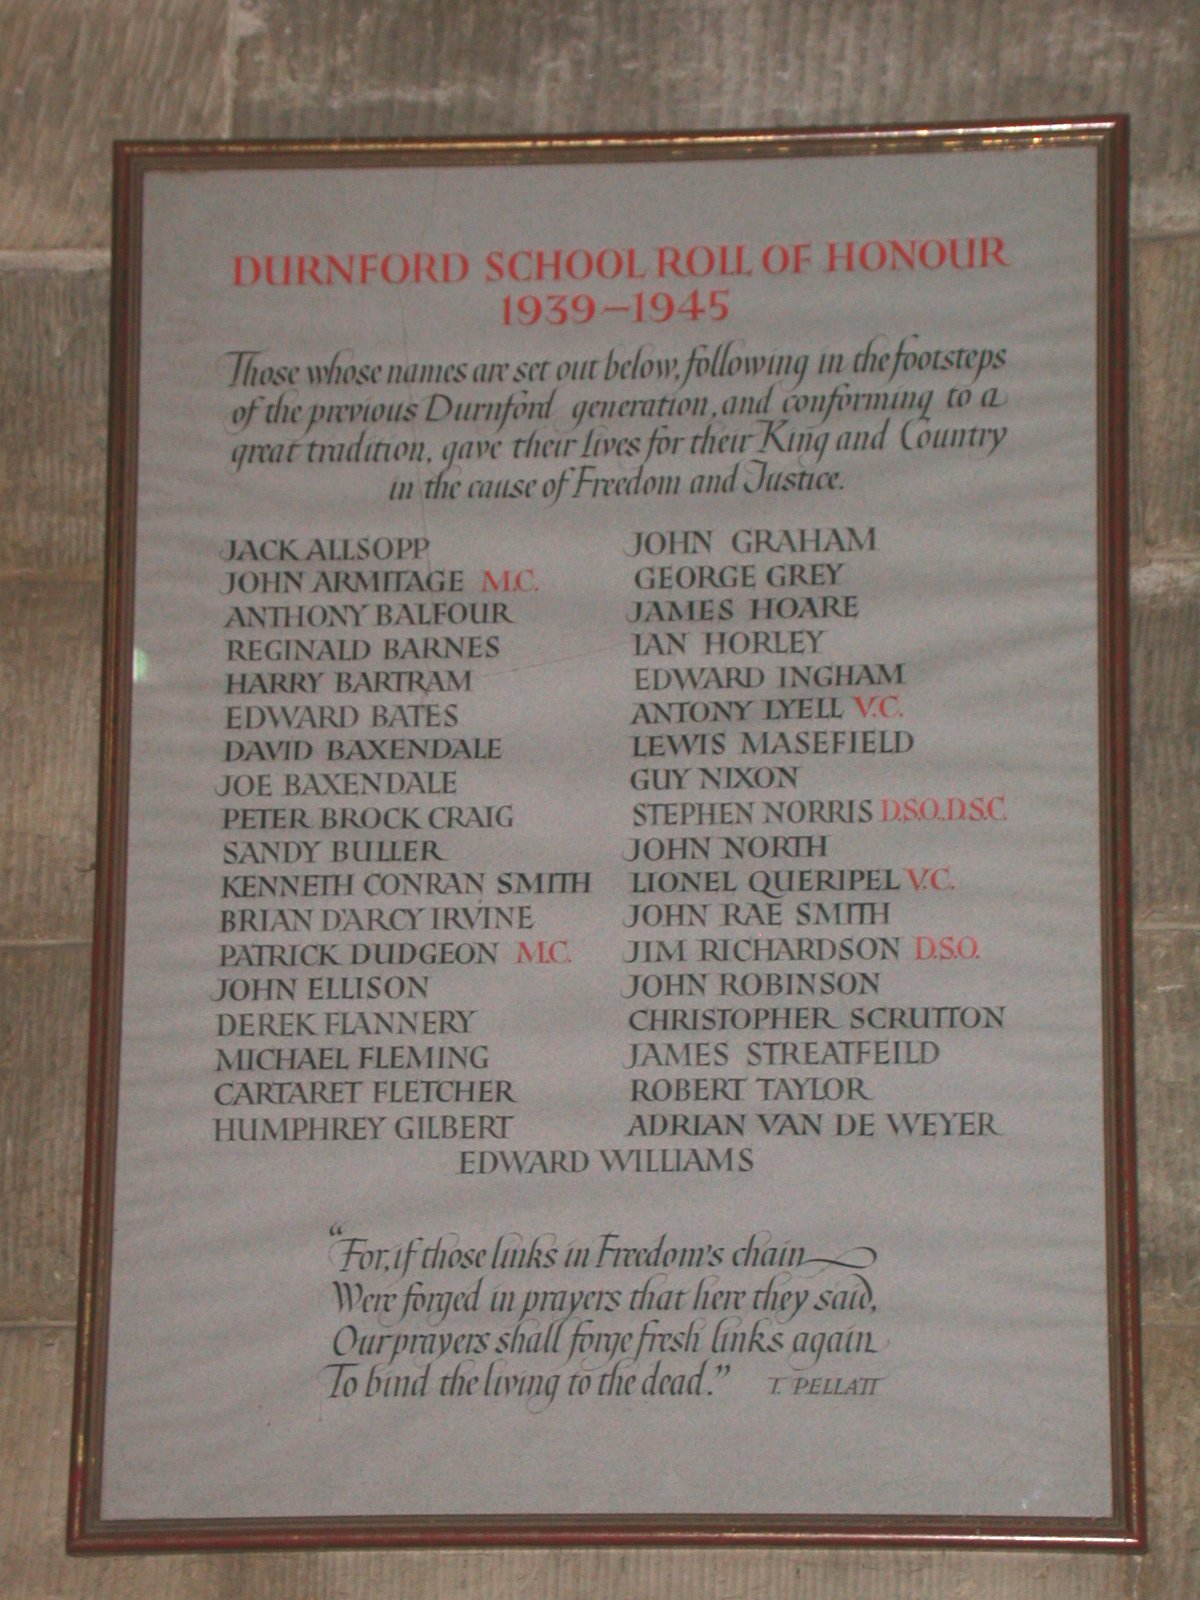 DURNFORD SCHOOL ROLL OF HONOUR
1939–1945
Those whose names are set out below, following in the footsteps
of the previous Durnford generation, and conforming to a
great tradition, gave their lives for their King and Country
in the cause of Freedom and Justice.
JACK ALLSOPP
JOHN ARMITAGE M.C.
ANTHONY BALFOUR
REGINALD BARNES
HARRY BARTRAM
EDWARD BATES
DAVID BAXENDALE
JOE BAXENDALE
PETER BROCK CRAIG
SANDY BULLER
KENNETH CONRAN SMITH
BRIAN D'ARCY IRVINE
PATRICK DUDGEON M.C.
JOHN ELLISON
DEREK FLANNERY
MICHAEL FLEMING
CARTARET FLETCHER
HUMPHREY GILBERT
JOHN GRAHAM
GEORGE GREY
JAMES HOARE
IAN HORLEY
EDWARD INGHAM
ANTONY LYELL V.C.
LEWIS MASEFIELD
GUY NIXON
STEPHEN NORRIS D.S.O., D.S.C.
JOHN NORTH
LIONEL QUERIPEL V.C.
JOHN RAE SMITH
JIM RICHARDSON D.S.O.
JOHN ROBINSON
CHRISTOPHER SCRUTTON
JAMES STREATFEILD
ROBERT TAYLOR
ADRIAN VAN DE WEYER
EDWARD WILLIAMS
"For, if those links in Freedom's chain
Were forged in prayers that here they said,
Our prayers shall forge fresh links again
To bind the living to the dead." T. PELLATT